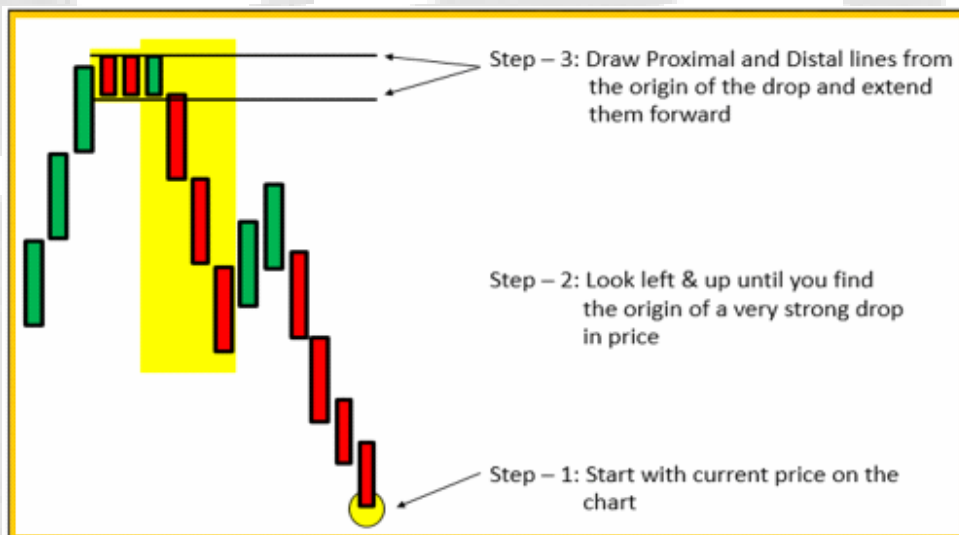 Step – 3: Draw Proximal and Distal lines from
the origin of the drop and extend
them forward
Step – 2: Look left & up until you find
the origin of a very strong drop
in price
Step – 1: Start with current price on the
chart